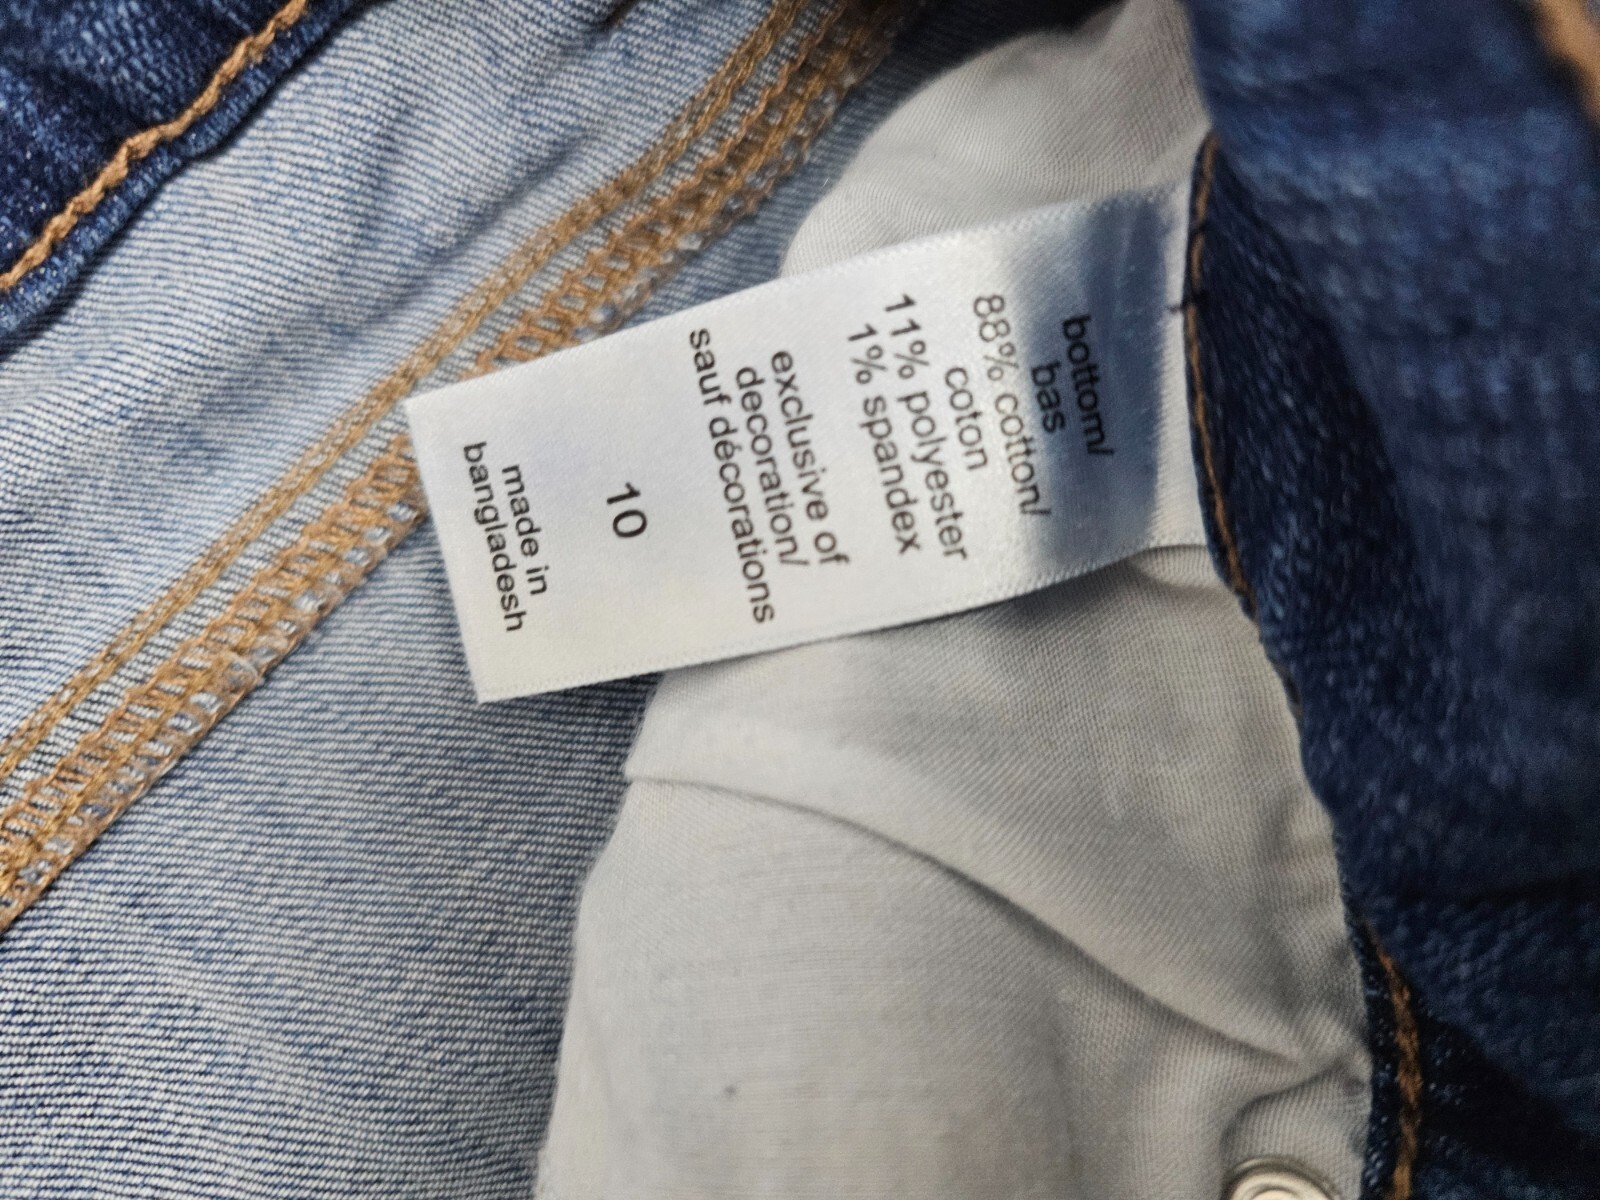 bottom/
bas
88% cotton/
coton
11% polyester
1% spandex
exclusive of
decoration/
sauf décorations
10
made in
bangladesh